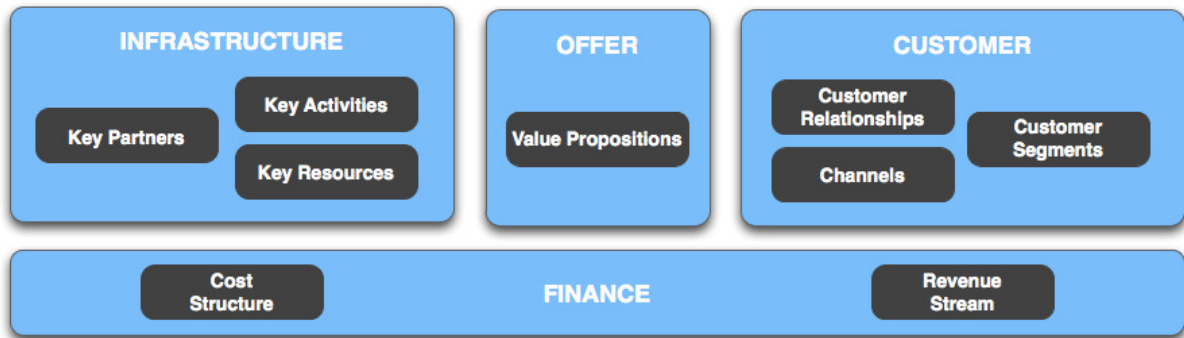 INFRASTRUCTURE
Key Partners
Key Activities
Key Resources
OFFER
Value Propositions
CUSTOMER
Customer
Relationships
Channels
Customer
Segments
Cost
Structure
FINANCE
Revenue
Stream